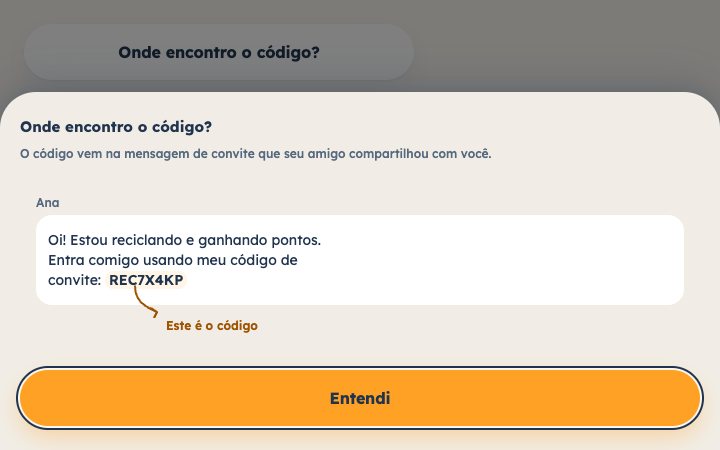 Onde encontro o código?
Onde encontro o código?
O código vem na mensagem de convite que seu amigo compartilhou com você.
Ana
Oi! Estou reciclando e ganhando pontos.
Entra comigo usando meu código de
convite: REC7X4KP
Este é o código
Entendi